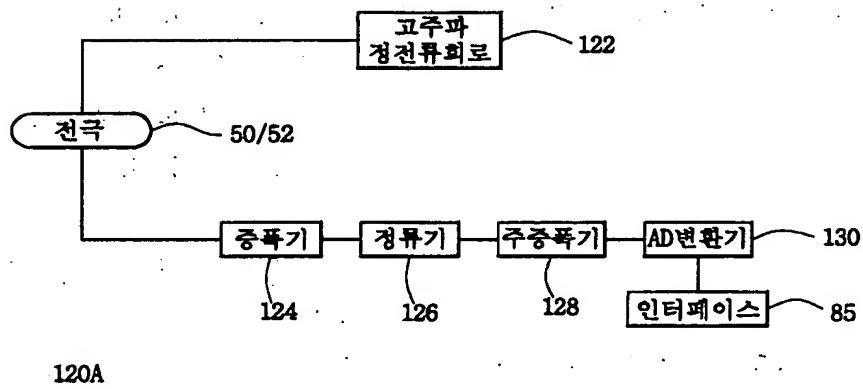 고주파
정전류회로
122
전극
50/52
증폭기
정류기
주증폭기
AD변환기
130
124
126
128
인터페이스
85
120A